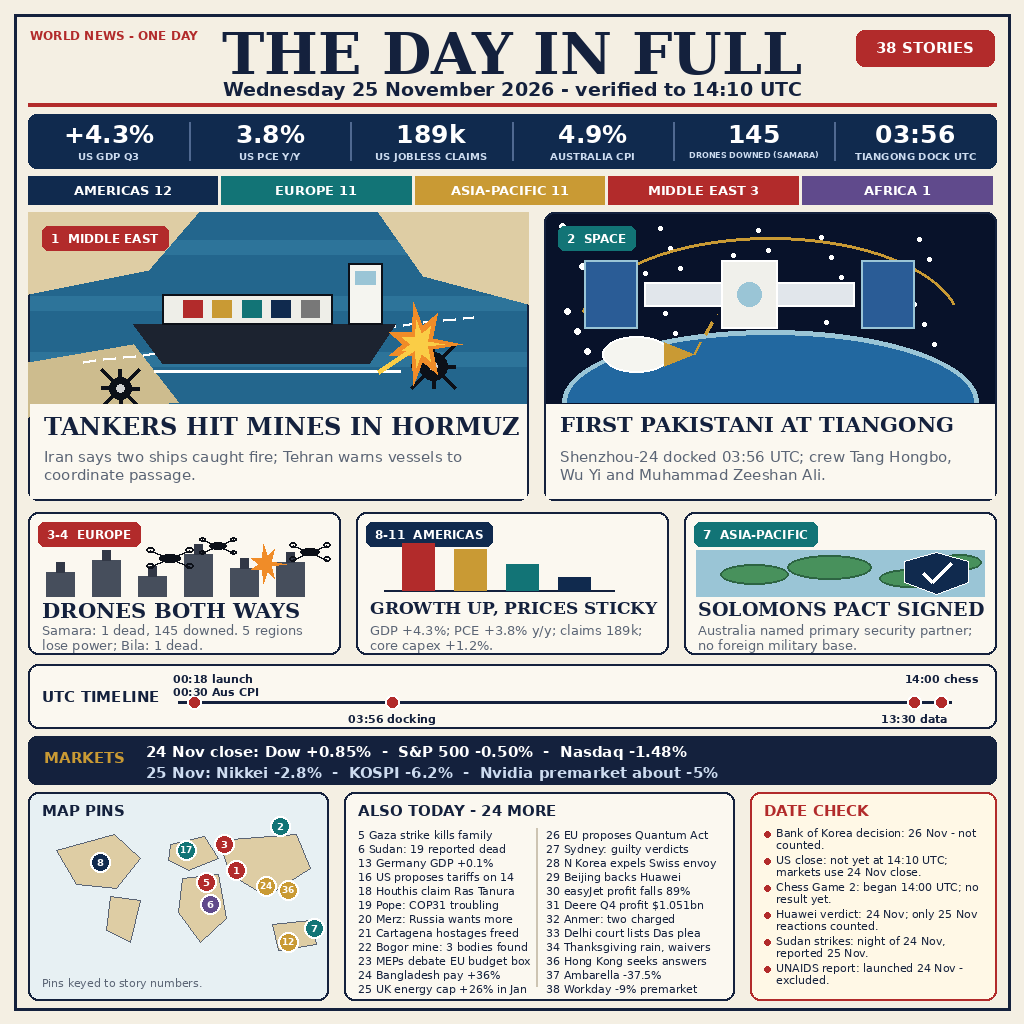 WORLD NEWS - ONE DAY
THE DAY IN FULL
38 STORIES
Wednesday 25 November 2026 - verified to 14:10 UTC
+4.3%
US GDP Q3
3.8%
US PCE Y/Y
189k
US JOBLESS CLAIMS
4.9%
AUSTRALIA CPI
145
DRONES DOWNED (SAMARA)
03:56
TIANGONG DOCK UTC
AMERICAS 12
EUROPE 11
ASIA-PACIFIC 11
MIDDLE EAST 3
AFRICA 1
1 MIDDLE EAST
TANKERS HIT MINES IN HORMUZ
Iran says two ships caught fire; Tehran warns vessels to
coordinate passage.
2 SPACE
FIRST PAKISTANI AT TIANGONG
Shenzhou-24 docked 03:56 UTC; crew Tang Hongbo,
Wu Yi and Muhammad Zeeshan Ali.
3-4 EUROPE
DRONES BOTH WAYS
Samara: 1 dead, 145 downed. 5 regions
lose power; Bila: 1 dead.
8-11 AMERICAS
GROWTH UP, PRICES STICKY
GDP +4.3%; PCE +3.8% y/y; claims 189k;
core capex +1.2%.
7 ASIA-PACIFIC
SOLOMONS PACT SIGNED
Australia named primary security partner;
no foreign military base.
UTC TIMELINE
00:18 launch
00:30 Aus CPI
03:56 docking
14:00 chess
13:30 data
MARKETS
24 Nov close: Dow +0.85% - S&P 500 -0.50% - Nasdaq -1.48%
25 Nov: Nikkei -2.8% - KOSPI -6.2% - Nvidia premarket about -5%
MAP PINS
2
17
3
8
1
5
24
36
6
7
12
Pins keyed to story numbers.
ALSO TODAY - 24 MORE
5 Gaza strike kills family
6 Sudan: 19 reported dead
13 Germany GDP +0.1%
16 US proposes tariffs on 14
18 Houthis claim Ras Tanura
19 Pope: COP31 troubling
20 Merz: Russia wants more
21 Cartagena hostages freed
22 Bogor mine: 3 bodies found
23 MEPs debate EU budget box
24 Bangladesh pay +36%
25 UK energy cap +26% in Jan
26 EU proposes Quantum Act
27 Sydney: guilty verdicts
28 N Korea expels Swiss envoy
29 Beijing backs Huawei
30 easyJet profit falls 89%
31 Deere Q4 profit $1.051bn
32 Anmer: two charged
33 Delhi court lists Das plea
34 Thanksgiving rain, waivers
36 Hong Kong seeks answers
37 Ambarella -37.5%
38 Workday -9% premarket
DATE CHECK
Bank of Korea decision: 26 Nov - not
counted.
US close: not yet at 14:10 UTC;
markets use 24 Nov close.
Chess Game 2: began 14:00 UTC; no
result yet.
Huawei verdict: 24 Nov; only 25 Nov
reactions counted.
Sudan strikes: night of 24 Nov,
reported 25 Nov.
UNAIDS report: launched 24 Nov -
excluded.